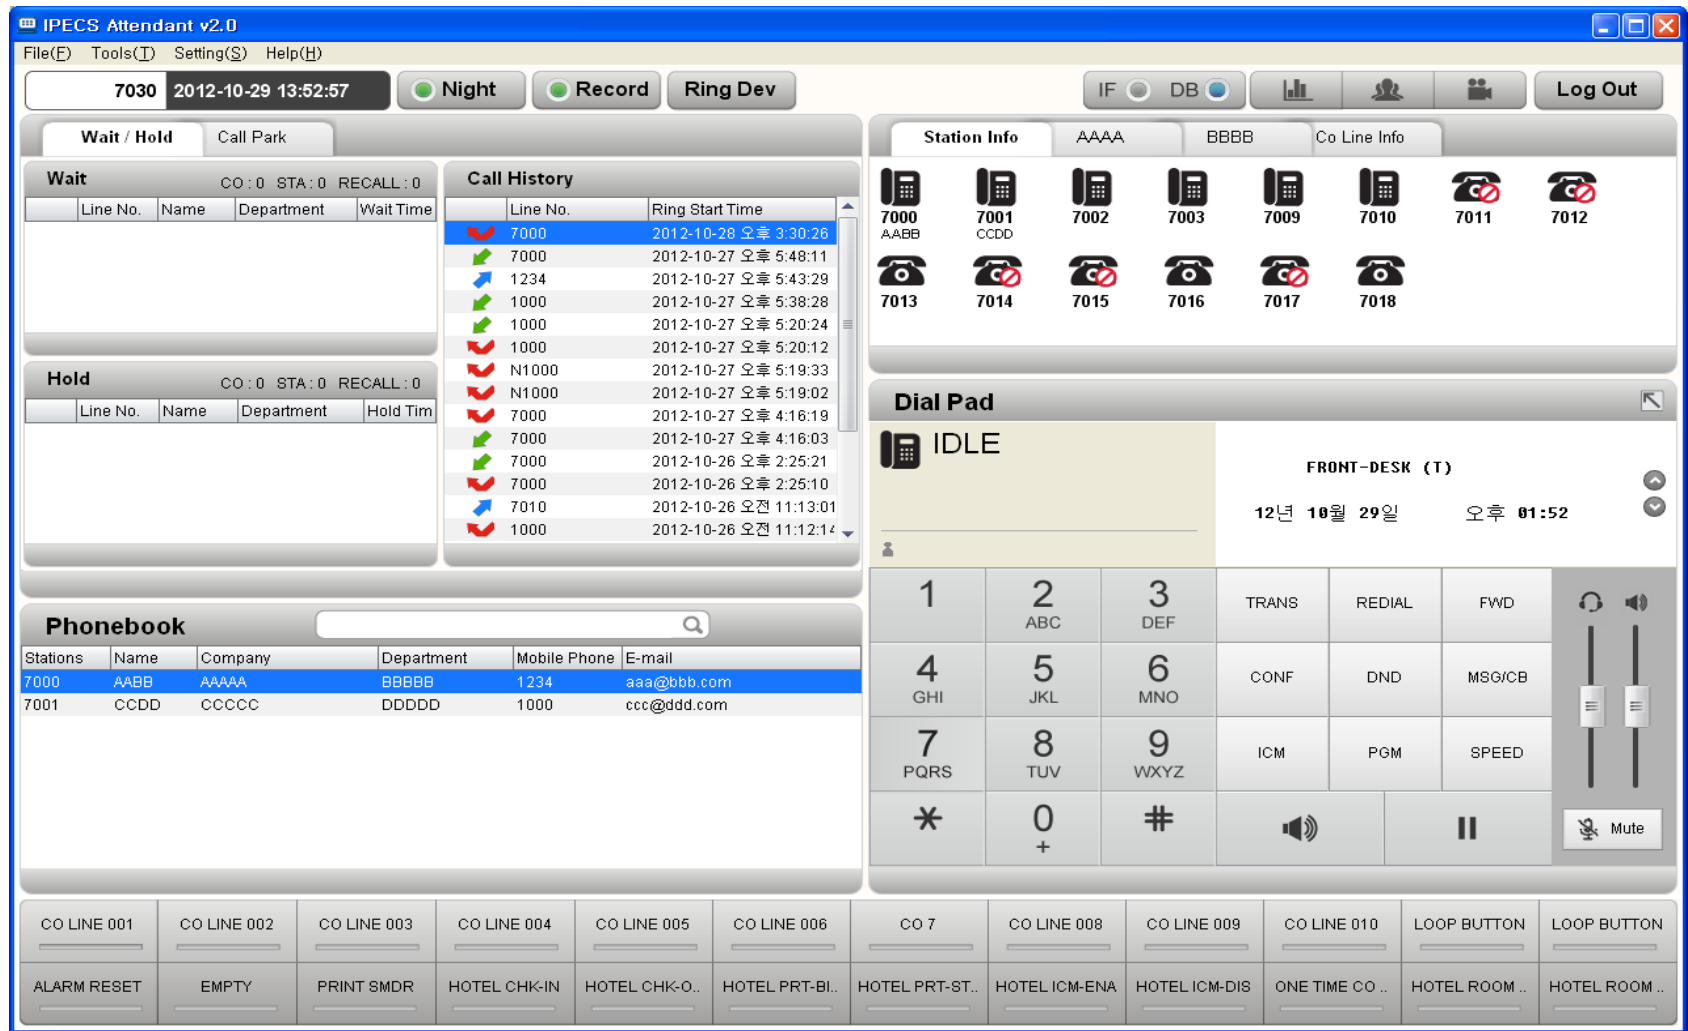 IPECS Attendant v2.0
File(F) Tools(T) Setting(S) Help(H)
7030 2012-10-29 13:52:57 Night Record Ring Dev IF DB Log Out
Wait / Hold Call Park
Wait CO : 0 STA : 0 RECALL : 0
Line No. Name Department Wait Time
Hold CO : 0 STA : 0 RECALL : 0
Line No. Name Department Hold Tim
Call History
Line No. Ring Start Time
7000 2012-10-28 오후 3:30:26
7000 2012-10-27 오후 5:48:11
1234 2012-10-27 오후 5:43:29
1000 2012-10-27 오후 5:38:28
1000 2012-10-27 오후 5:20:24
1000 2012-10-27 오후 5:20:12
N1000 2012-10-27 오후 5:19:33
N1000 2012-10-27 오후 5:19:02
7000 2012-10-27 오후 4:16:19
7000 2012-10-27 오후 4:16:03
7000 2012-10-26 오후 2:25:21
7000 2012-10-26 오후 2:25:10
7010 2012-10-26 오전 11:13:01
1000 2012-10-26 오전 11:12:14
Phonebook
Stations Name Company Department Mobile Phone E-mail
7000 AABB AAAAA BBBBB 1234 aaa@bbb.com
7001 CCDD CCCCC DDDDD 1000 ccc@ddd.com
Station Info AAAA BBBB Co Line Info
7000 7001 7002 7003 7009 7010 7011 7012
AABB CCDD
7013 7014 7015 7016 7017 7018
Dial Pad
IDLE
FRONT-DESK (T)
12년 10월 29일 오후 01:52
1 2 3 TRANS REDIAL FWD
ABC DEF
4 5 6 CONF DND MSG/CB
GHI JKL MNO
7 8 9 ICM PGM SPEED
PQRS TUV WXYZ
* 0 #
+
Mute
CO LINE 001 CO LINE 002 CO LINE 003 CO LINE 004 CO LINE 005 CO LINE 006 CO 7 CO LINE 008 CO LINE 009 CO LINE 010 LOOP BUTTON LOOP BUTTON
ALARM RESET EMPTY PRINT SMDR HOTEL CHK-IN HOTEL CHK-O.. HOTEL PRT-BI.. HOTEL PRT-ST.. HOTEL ICM-ENA HOTEL ICM-DIS ONE TIME CO .. HOTEL ROOM .. HOTEL ROOM ..